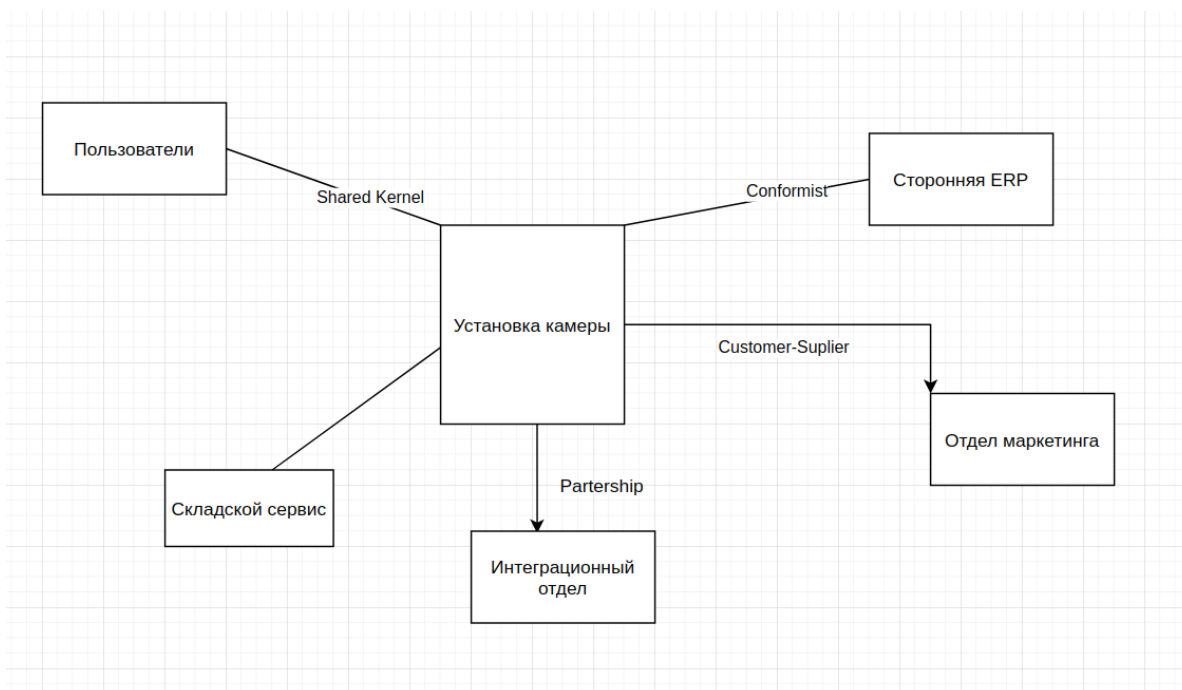 Пользователи
Сторонняя ERP
Shared Kernel
Conformist
Установка камеры
Customer-Suplier
Отдел маркетинга
Складской сервис
Partership
Интеграционный
отдел